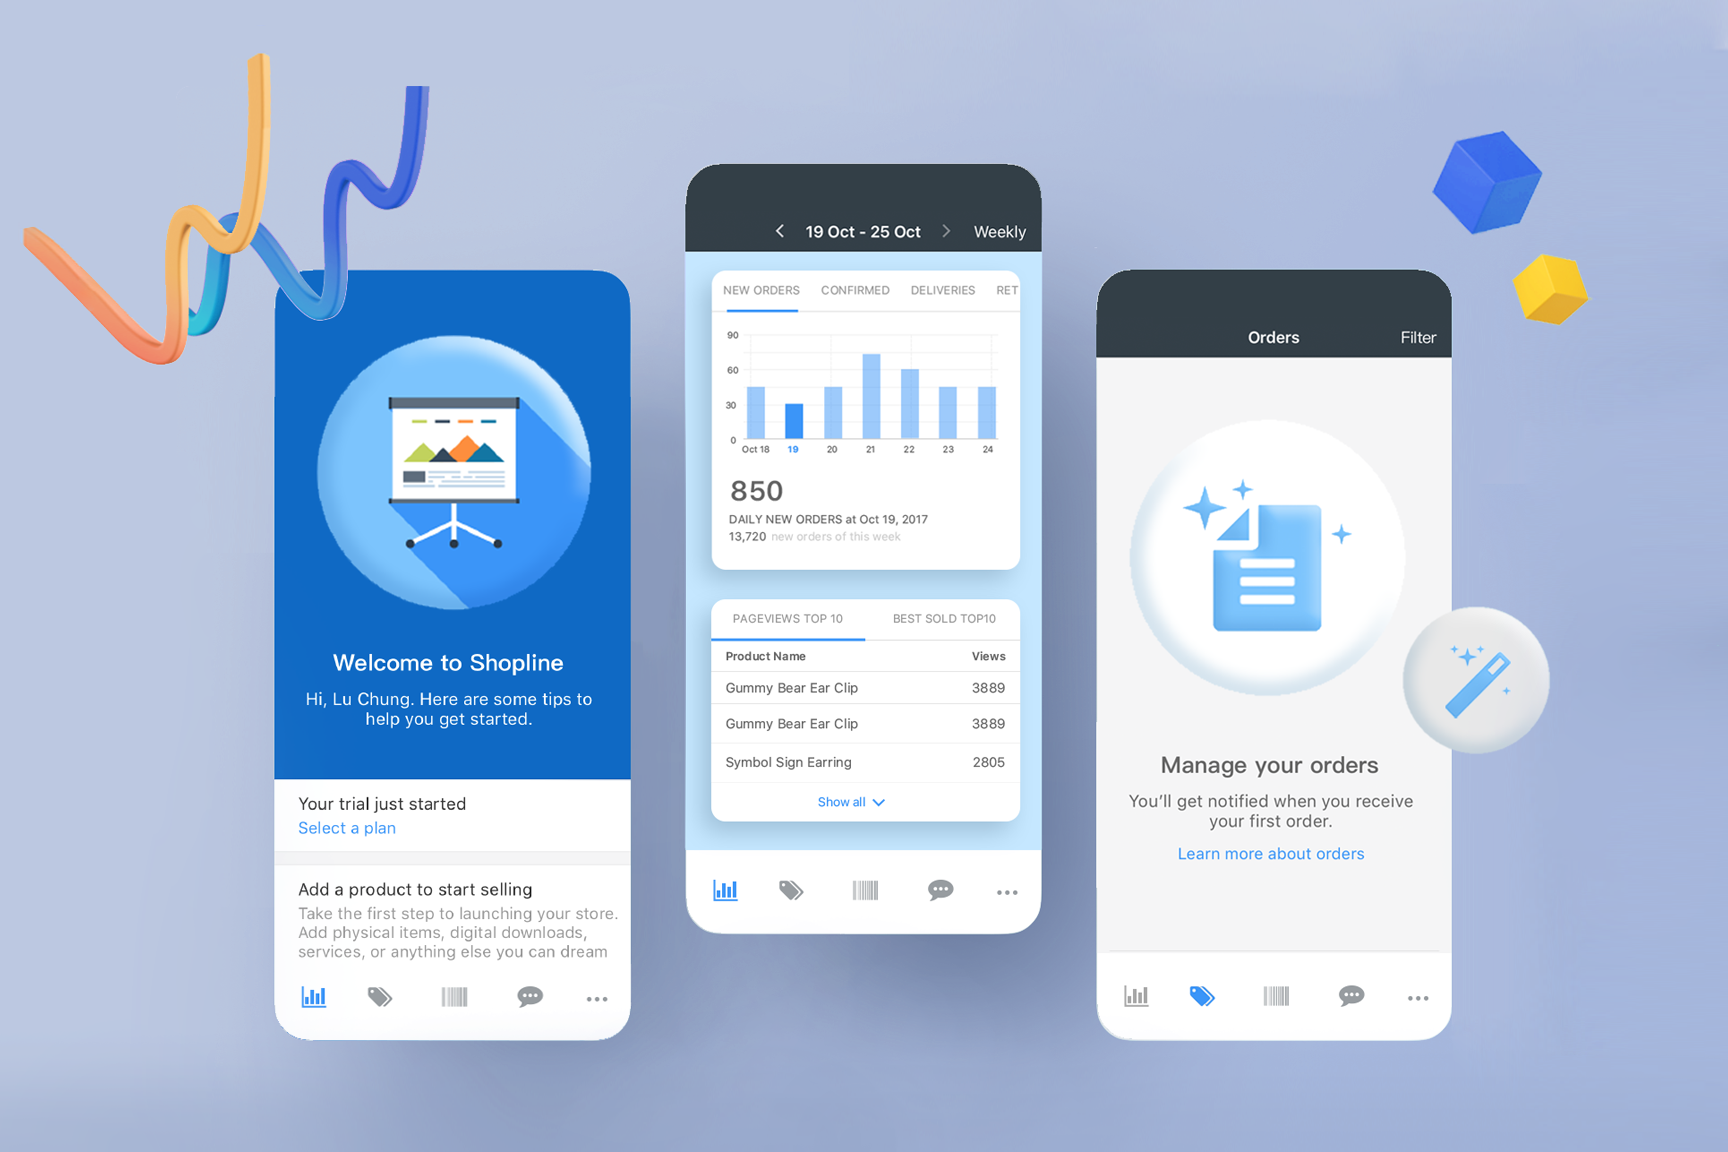 Welcome to Shopline
Hi, Lu Chung. Here are some tips to
help you get started.
Your trial just started
Select a plan
Add a product to start selling
Take the first step to launching your store.
Add physical items, digital downloads,
services, or anything else you can dream
19 Oct - 25 Oct Weekly
NEW ORDERS CONFIRMED DELIVERIES RET
90
60
30
0
Oct 18 19 20 21 22 23 24
850
DAILY NEW ORDERS at Oct 19, 2017
13,720 new orders of this week
PAGEVIEWS TOP 10 BEST SOLD TOP10
Product Name Views
Gummy Bear Ear Clip 3889
Gummy Bear Ear Clip 3889
Symbol Sign Earring 2805
Show all
Orders Filter
Manage your orders
You’ll get notified when you receive
your first order.
Learn more about orders